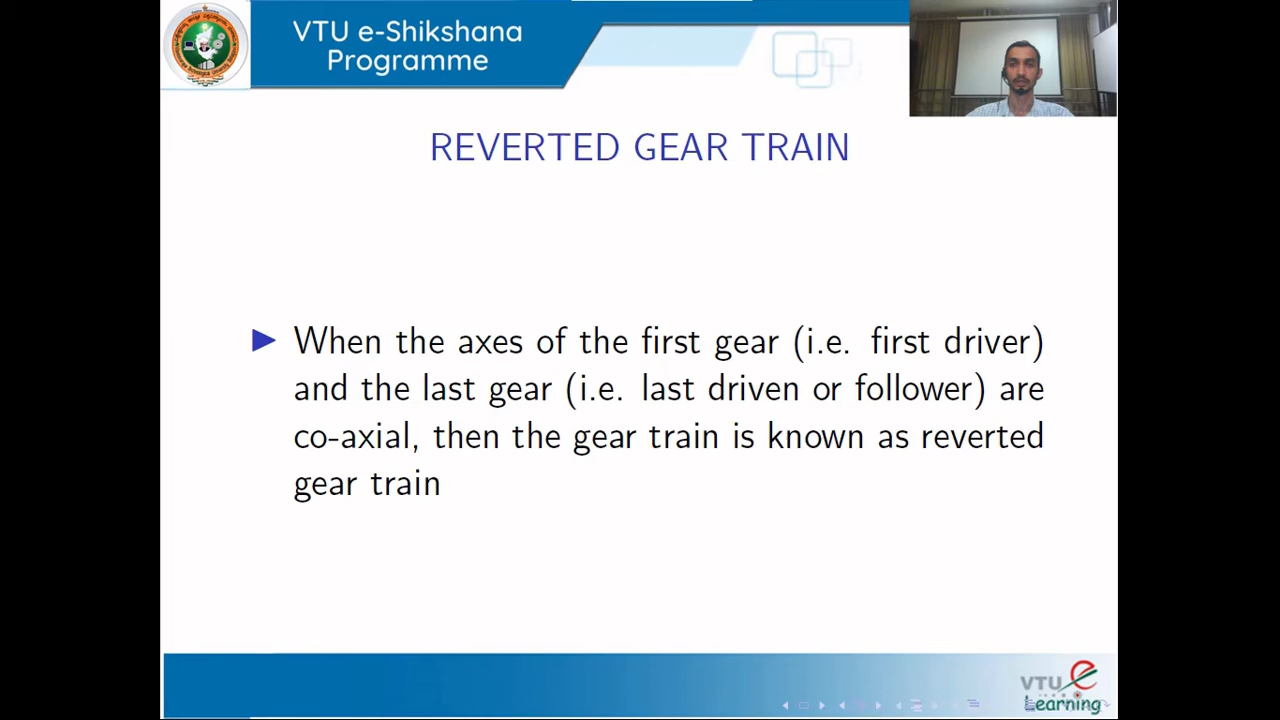 VTU e-Shikshana
Programme
REVERTED GEAR TRAIN
When the axes of the first gear (i.e. first driver)
and the last gear (i.e. last driven or follower) are
co-axial, then the gear train is known as reverted
gear train
VTU e
Learning